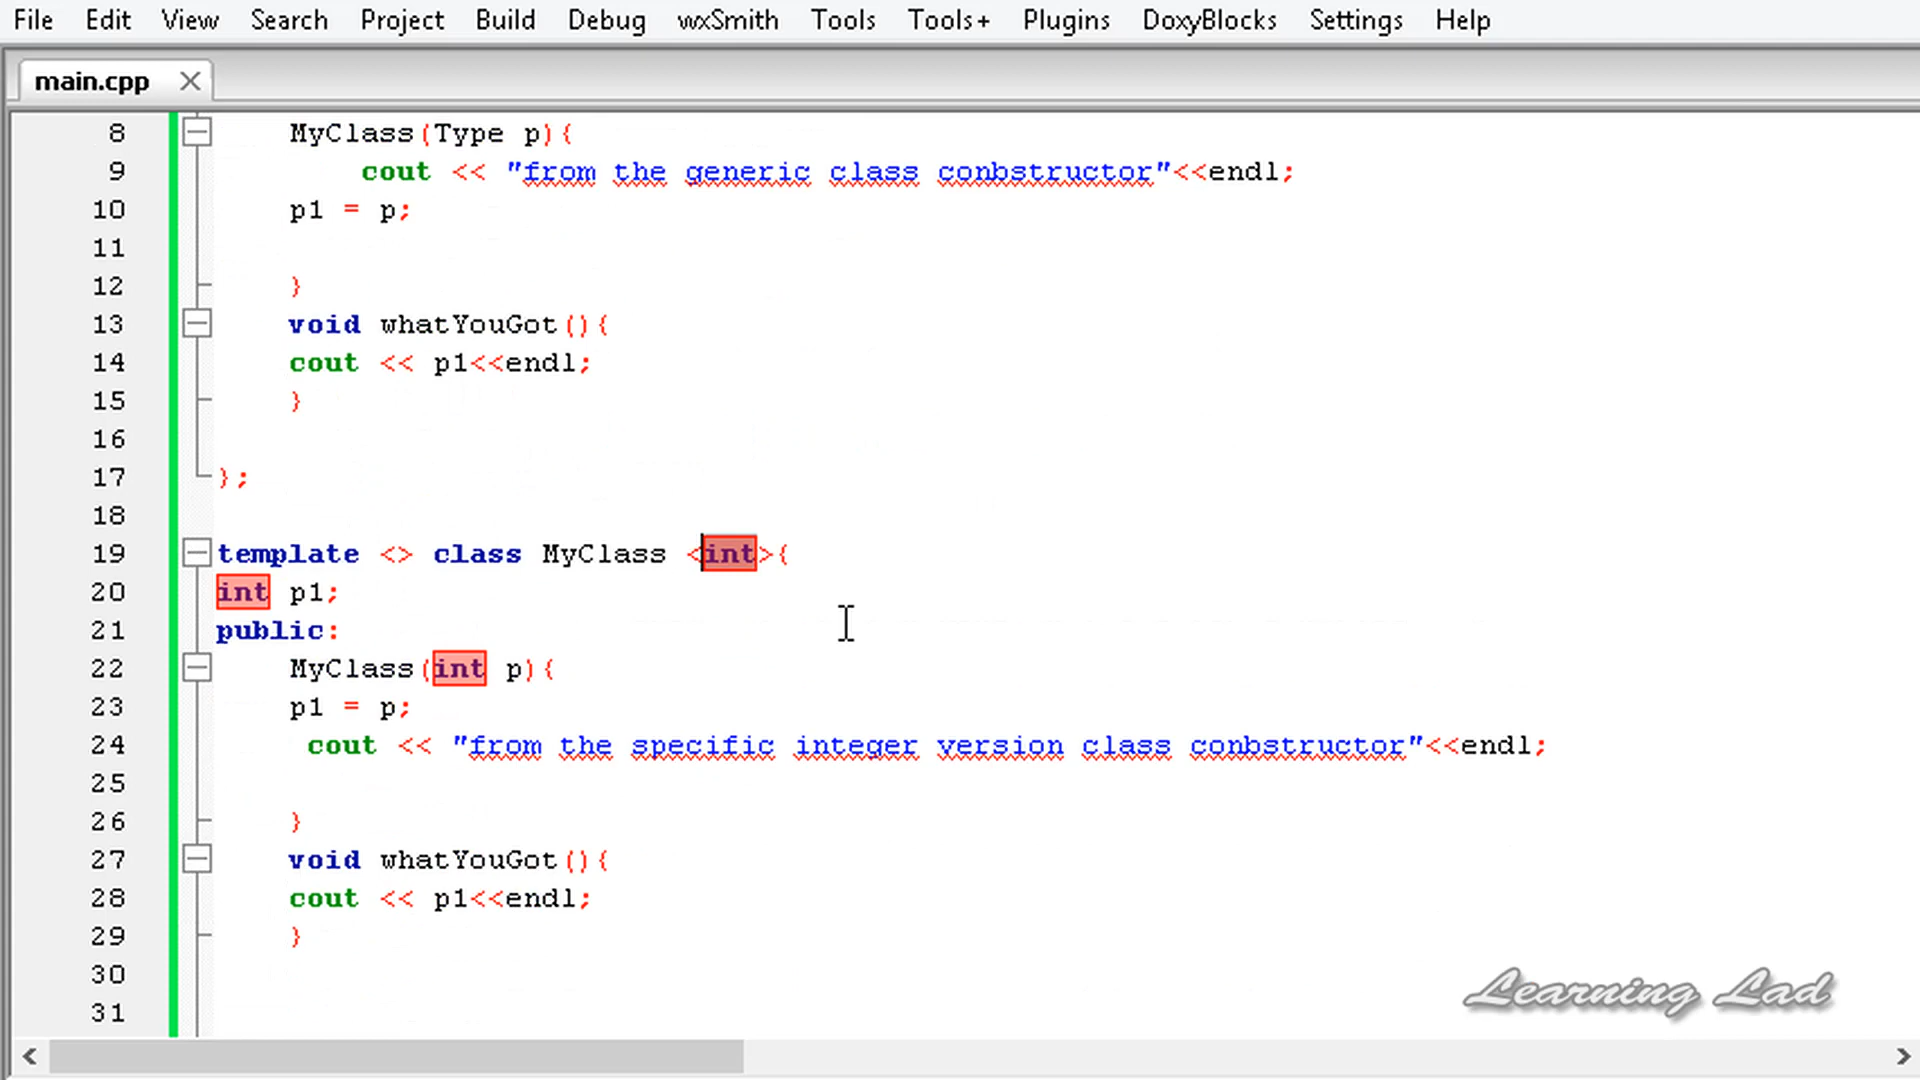 File Edit View Search Project Build Debug wxSmith Tools Tools+ Plugins DoxyBlocks Settings Help
main.cpp
8 MyClass(Type p){
9 cout << "from the generic class conbstructor"<<endl;
10 p1 = p;
11
12 }
13 void whatYouGot(){
14 cout << p1<<endl;
15 }
16
17 };
18
19 template <> class MyClass <int>{
20 int p1;
21 public:
22 MyClass(int p){
23 p1 = p;
24 cout << "from the specific integer version class conbstructor"<<endl;
25
26 }
27 void whatYouGot(){
28 cout << p1<<endl;
29 }
30
31
Learning Lad